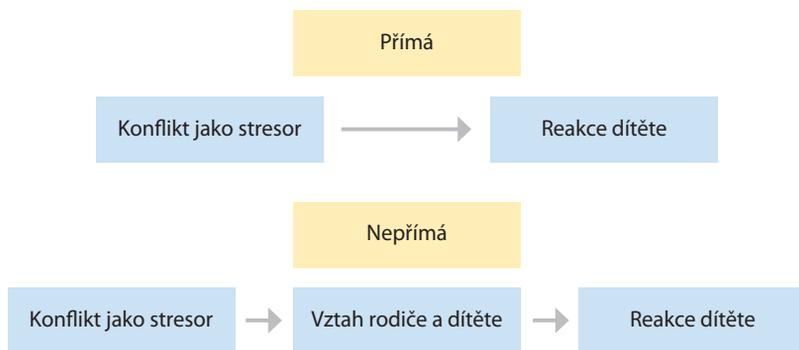 Přímá
Konflikt jako stresor
Reakce dítěte
Nepřímá
Konflikt jako stresor
Vztah rodiče a dítěte
Reakce dítěte